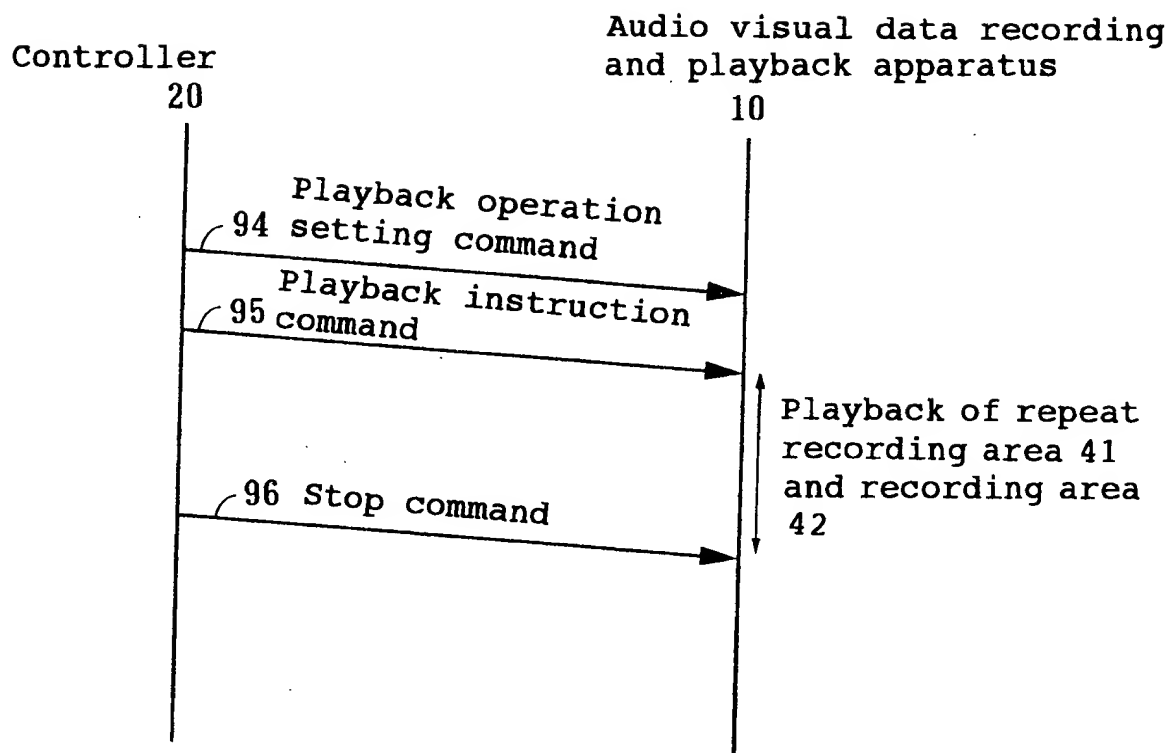 Controller
20
Audio visual data recording
and playback apparatus
10
Playback operation
94 setting command
Playback instruction
95 command
Playback of repeat
recording area 41
and recording area
42
96 Stop command